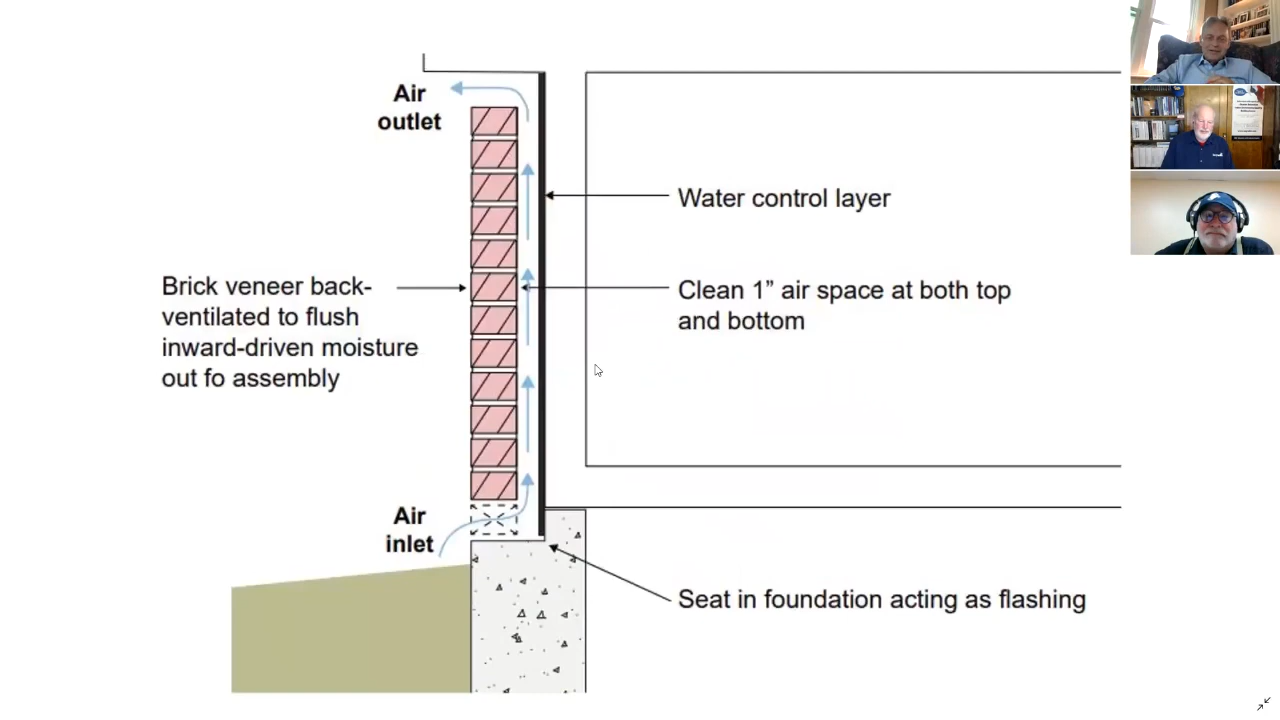 Air
outlet
Water control layer
Brick veneer back-
ventilated to flush
inward-driven moisture
out fo assembly
Clean 1” air space at both top
and bottom
Air
inlet
Seat in foundation acting as flashing